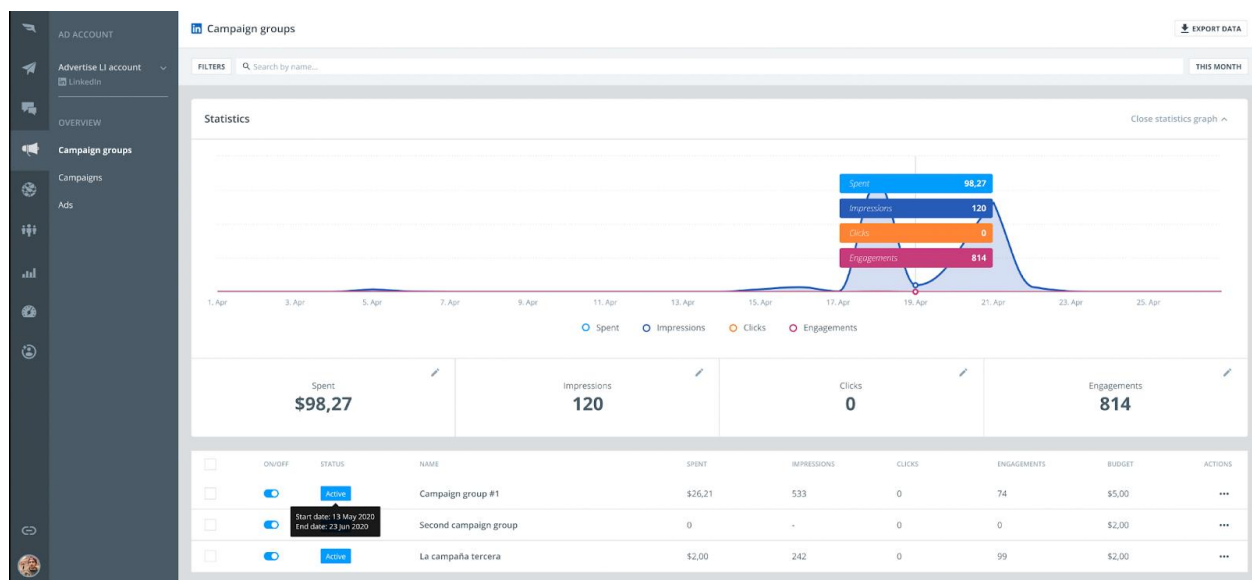 AD ACCOUNT
Advertise LI account
LinkedIn
OVERVIEW
Campaign groups
Campaigns
Ads
in Campaign groups
EXPORT DATA
FILTERS
Search by name...
THIS MONTH
Statistics
Close statistics graph
Spent 98,27
Impressions 120
Clicks 0
Engagements 814
1. Apr 3. Apr 5. Apr 7. Apr 9. Apr 11. Apr 13. Apr 15. Apr 17. Apr 19. Apr 21. Apr 23. Apr 25. Apr
Spent Impressions Clicks Engagements
Spent
$98,27
Impressions
120
Clicks
0
Engagements
814
ON/OFF STATUS NAME SPENT IMPRESSIONS CLICKS ENGAGEMENTS BUDGET ACTIONS
Active Campaign group #1 $26,21 533 0 74 $5,00 •••
Start date: 13 May 2020
End date: 23 Jun 2020
Second campaign group 0 - 0 0 $2,00 •••
Active La campaña tercera $2,00 242 0 99 $2,00 •••